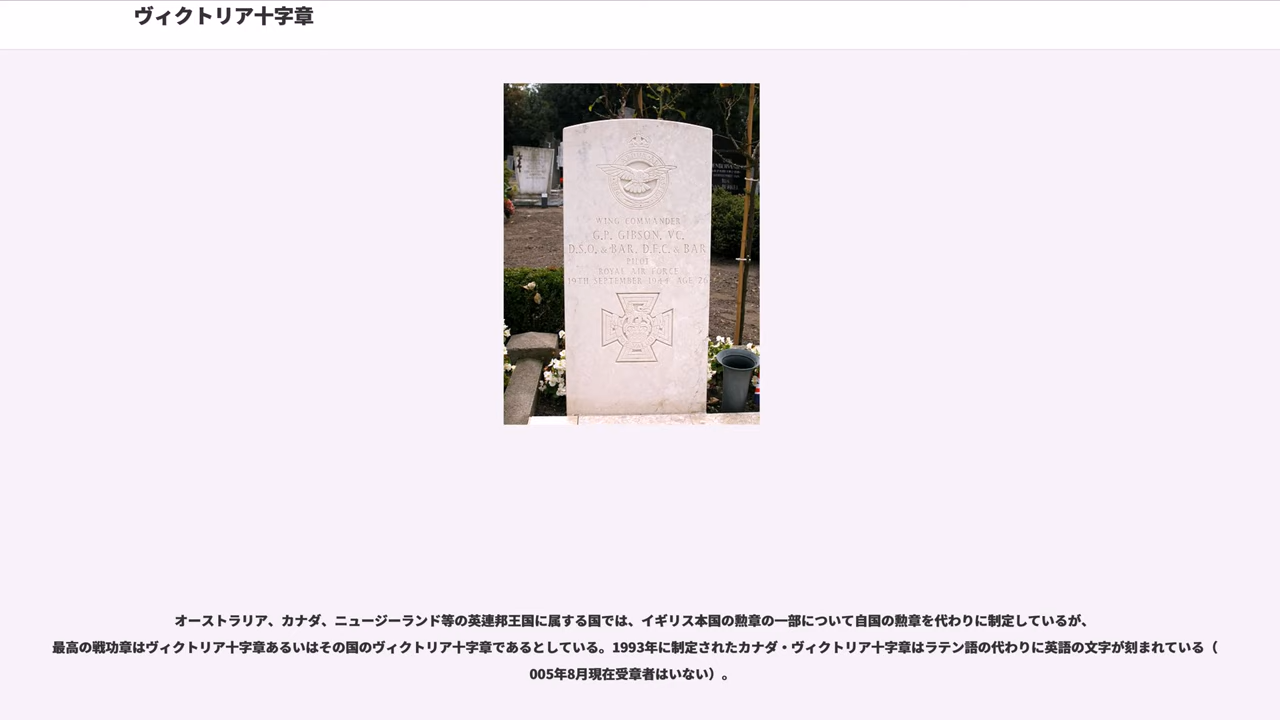 ヴィクトリア十字章
WING COMMANDER
G.P. GIBSON, VC,
D.S.O. & BAR, D.F.C. & BAR
PILOT
ROYAL AIR FORCE
19TH SEPTEMBER 1944 AGE 26
オーストラリア、カナダ、ニュージーランド等の英連邦王国に属する国では、イギリス本国の勲章の一部について自国の勲章を代わりに制定しているが、
最高の戦功章はヴィクトリア十字章あるいはその国のヴィクトリア十字章であるとしている。1993年に制定されたカナダ・ヴィクトリア十字章はラテン語の代わりに英語の文字が刻まれている（
005年8月現在受章者はいない）。